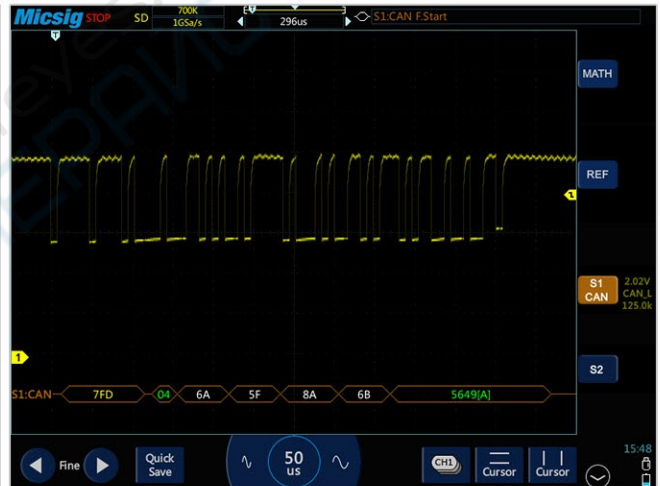 Micsig STOP SD 700K 1GSa/s 296us S1:CAN F.Start
T
MATH
REF
S1 CAN
2.02V
CAN_L
125.0k
1
S2
S1:CAN 7FD 04 6A 5F 8A 6B 5649[A]
Fine
Quick Save
50 us
CH1
Cursor
Cursor
15:48